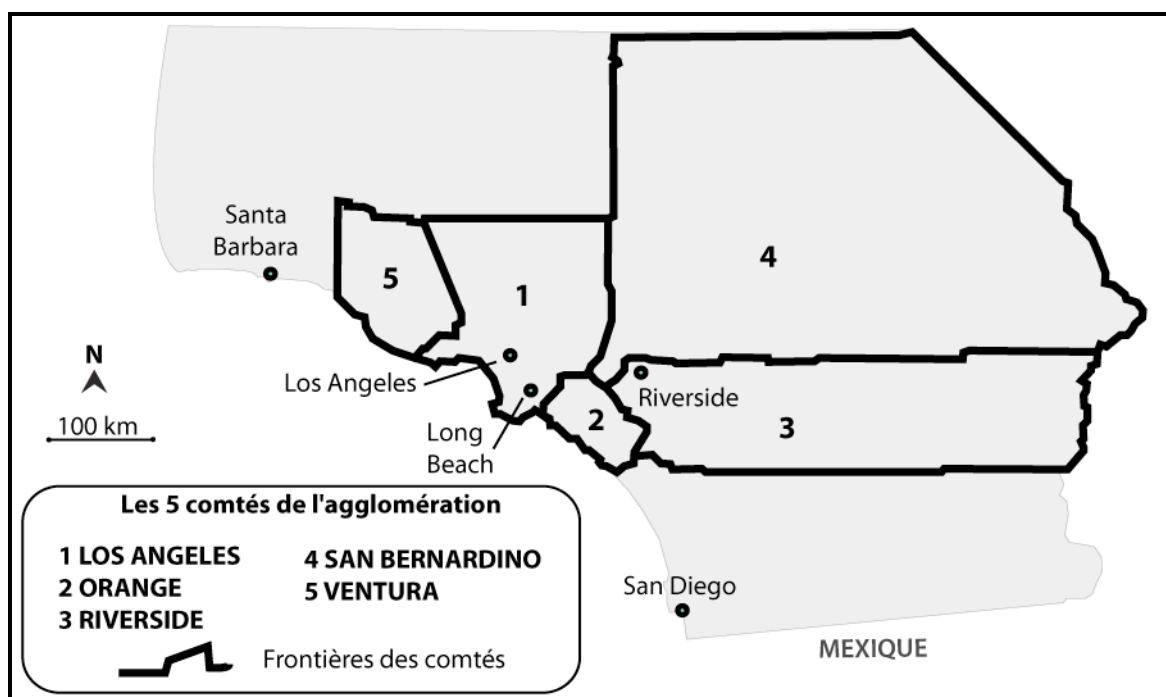 Santa
Barbara
5
1
4
N
100 km
Los Angeles
Riverside
Long
Beach
2
3
Les 5 comtés de l'agglomération
1 LOS ANGELES
2 ORANGE
3 RIVERSIDE
4 SAN BERNARDINO
5 VENTURA
Frontières des comtés
San Diego
MEXIQUE